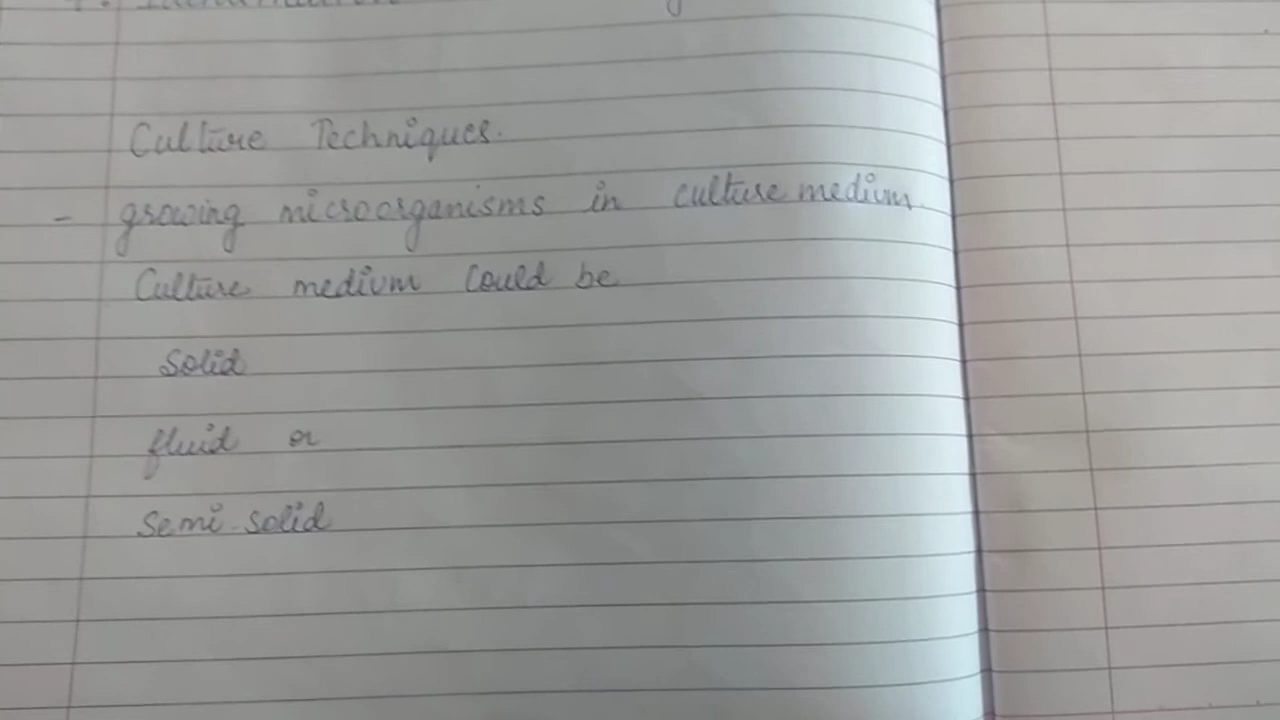 Culture Techniques.
- growing microorganisms in culture medium.
Culture medium could be
Solid
fluid or
semi-solid